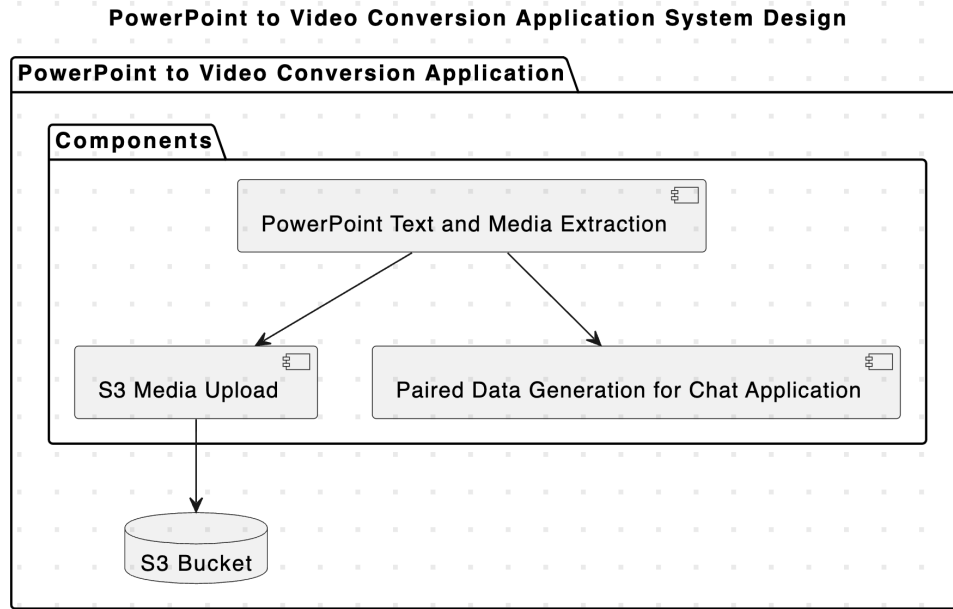 PowerPoint to Video Conversion Application System Design
PowerPoint to Video Conversion Application
Components
PowerPoint Text and Media Extraction
S3 Media Upload
Paired Data Generation for Chat Application
S3 Bucket